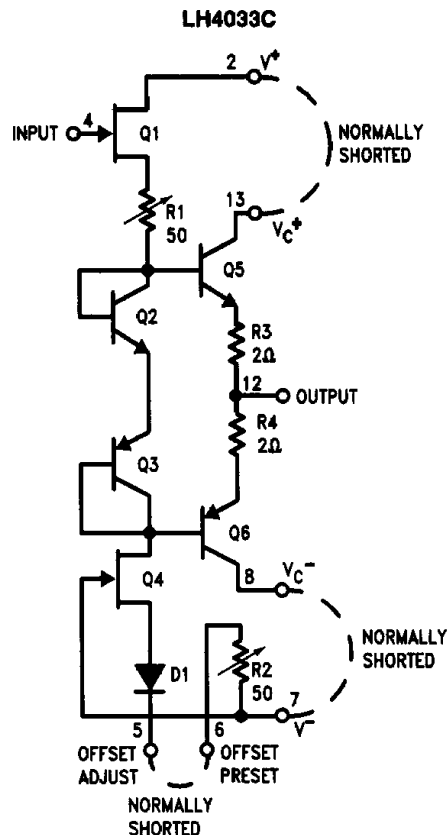 LH4033C
2 V+
INPUT 4
Q1
NORMALLY
SHORTED
R1
50
13
VC+
Q5
Q2
R3
2Ω
12
OUTPUT
R4
2Ω
Q3
Q6
Q4
8
VC-
NORMALLY
SHORTED
D1
R2
50
7
V-
5
6
OFFSET
ADJUST
OFFSET
PRESET
NORMALLY
SHORTED